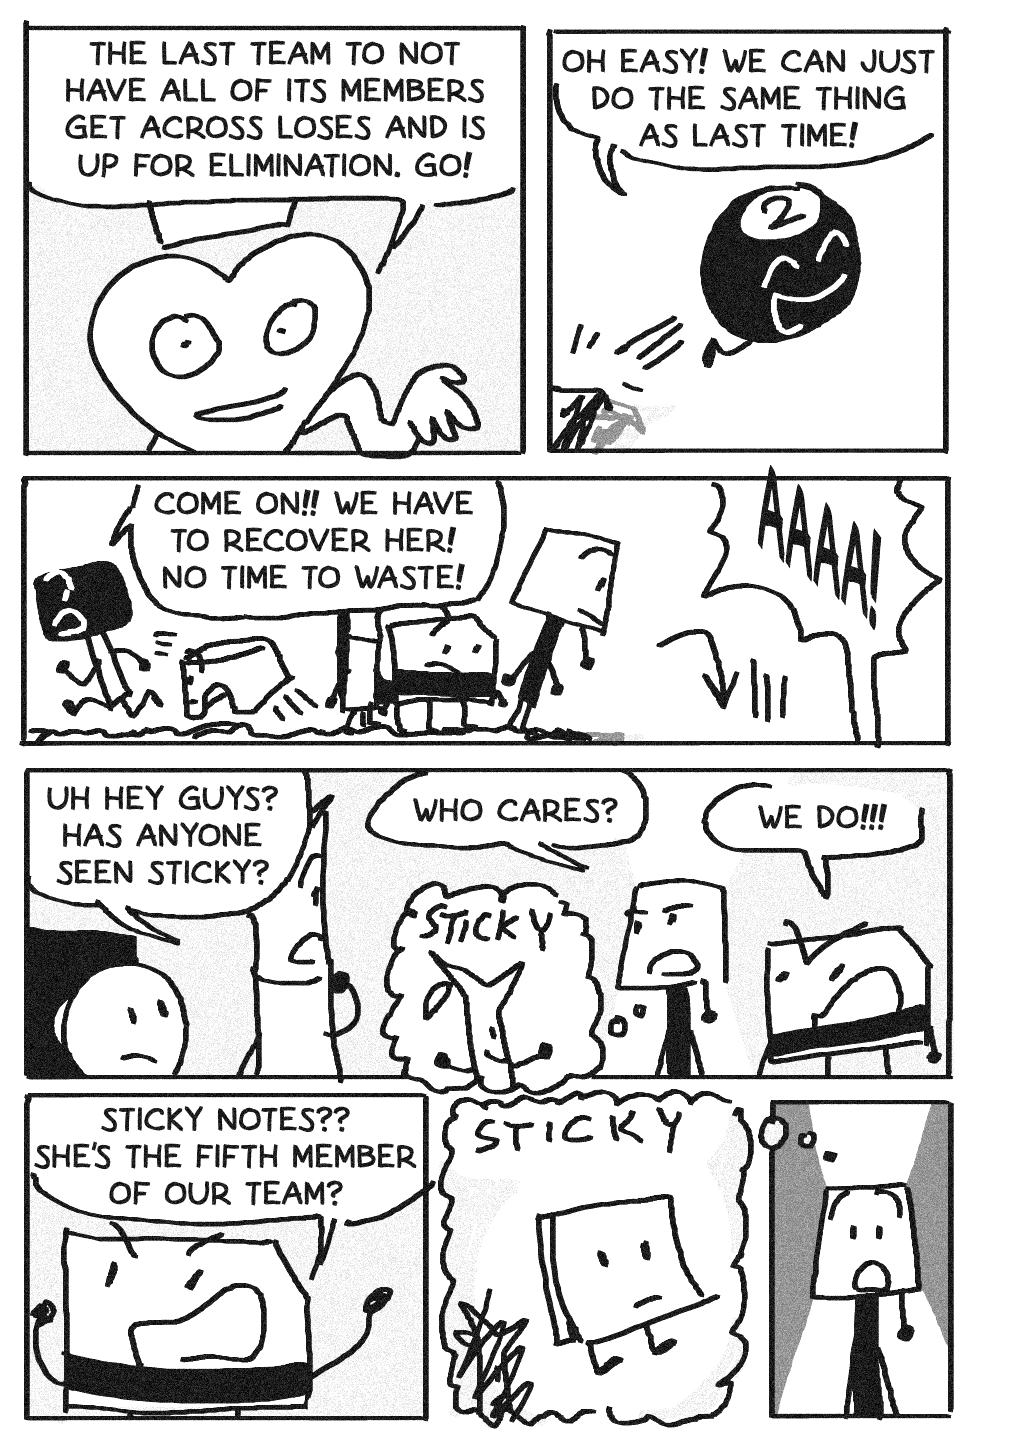 THE LAST TEAM TO NOT
HAVE ALL OF ITS MEMBERS
GET ACROSS LOSES AND IS
UP FOR ELIMINATION. GO!
OH EASY! WE CAN JUST
DO THE SAME THING
AS LAST TIME!
2
COME ON!! WE HAVE
TO RECOVER HER!
NO TIME TO WASTE!
AAAA!
UH HEY GUYS?
HAS ANYONE
SEEN STICKY?
WHO CARES?
WE DO!!!
STICKY
STICKY NOTES??
SHE'S THE FIFTH MEMBER
OF OUR TEAM?
STICKY